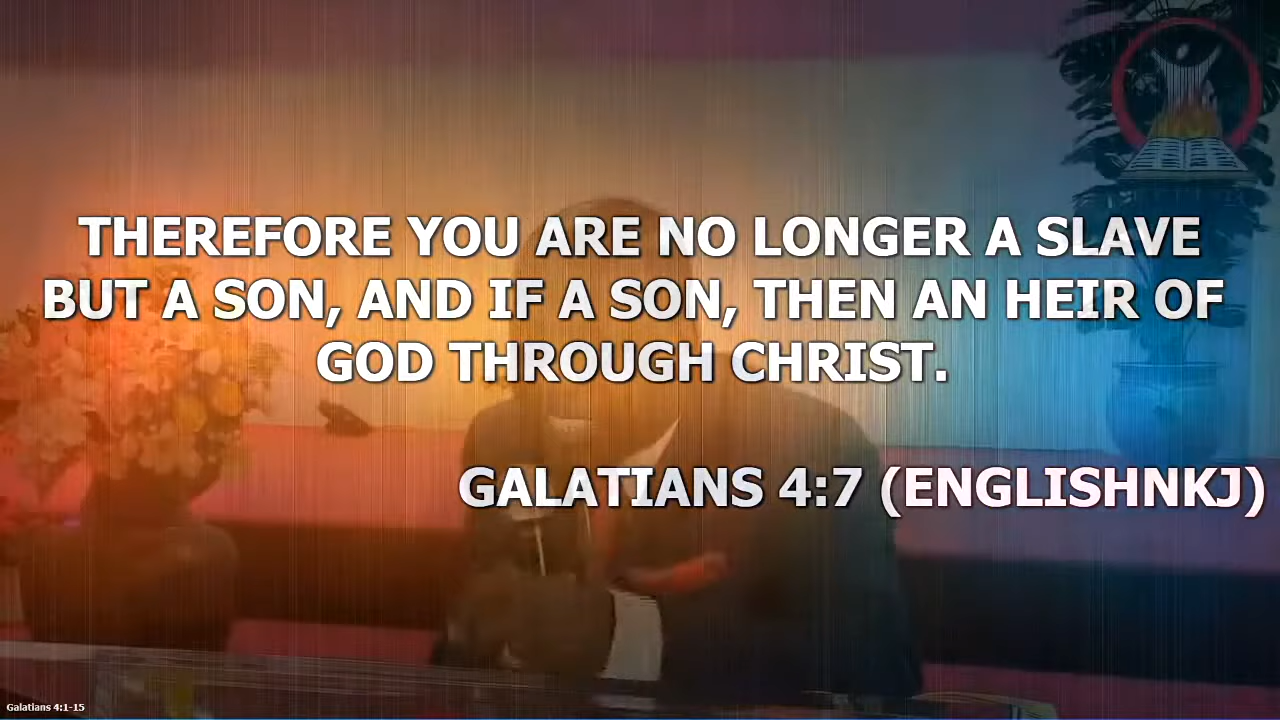 THEREFORE YOU ARE NO LONGER A SLAVE
BUT A SON, AND IF A SON, THEN AN HEIR OF
GOD THROUGH CHRIST.
GALATIANS 4:7 (ENGLISHNKJ)
Galatians 4:1-15